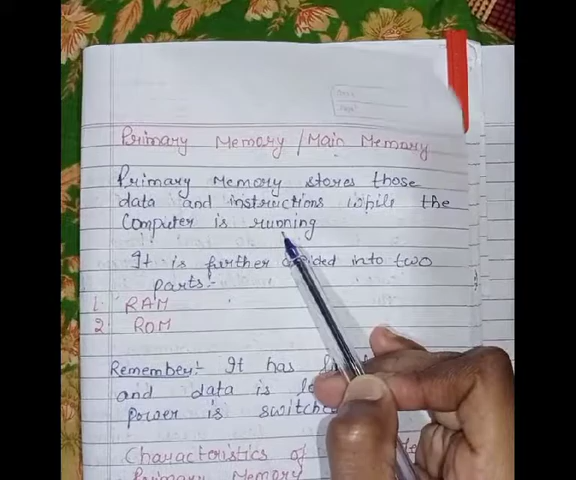 Primary Memory / Main Memory
Primary Memory stores those
data and instructions while the
Computer is running
It is further into two
parts:-
1. RAM
2. ROM
Remember:- It has
and data is
power is
Characteristics of
Primary Memory